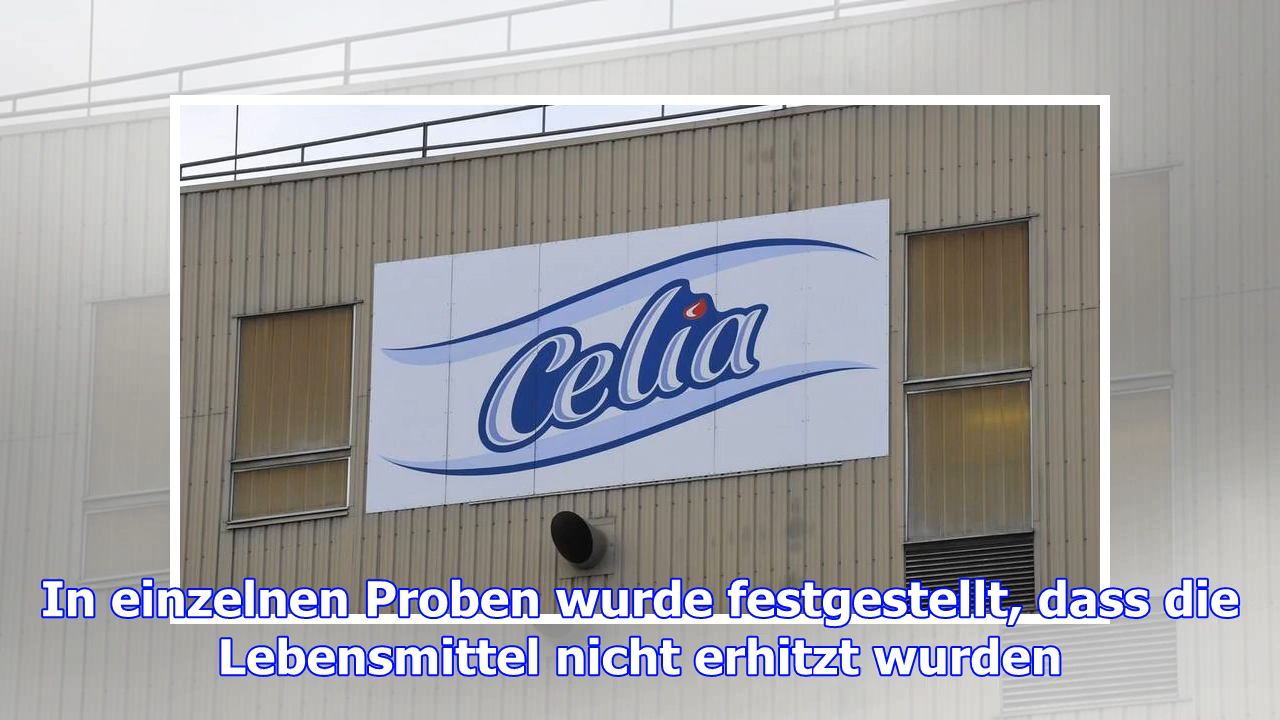 Celia
In einzelnen Proben wurde festgestellt, dass die
Lebensmittel nicht erhitzt wurden